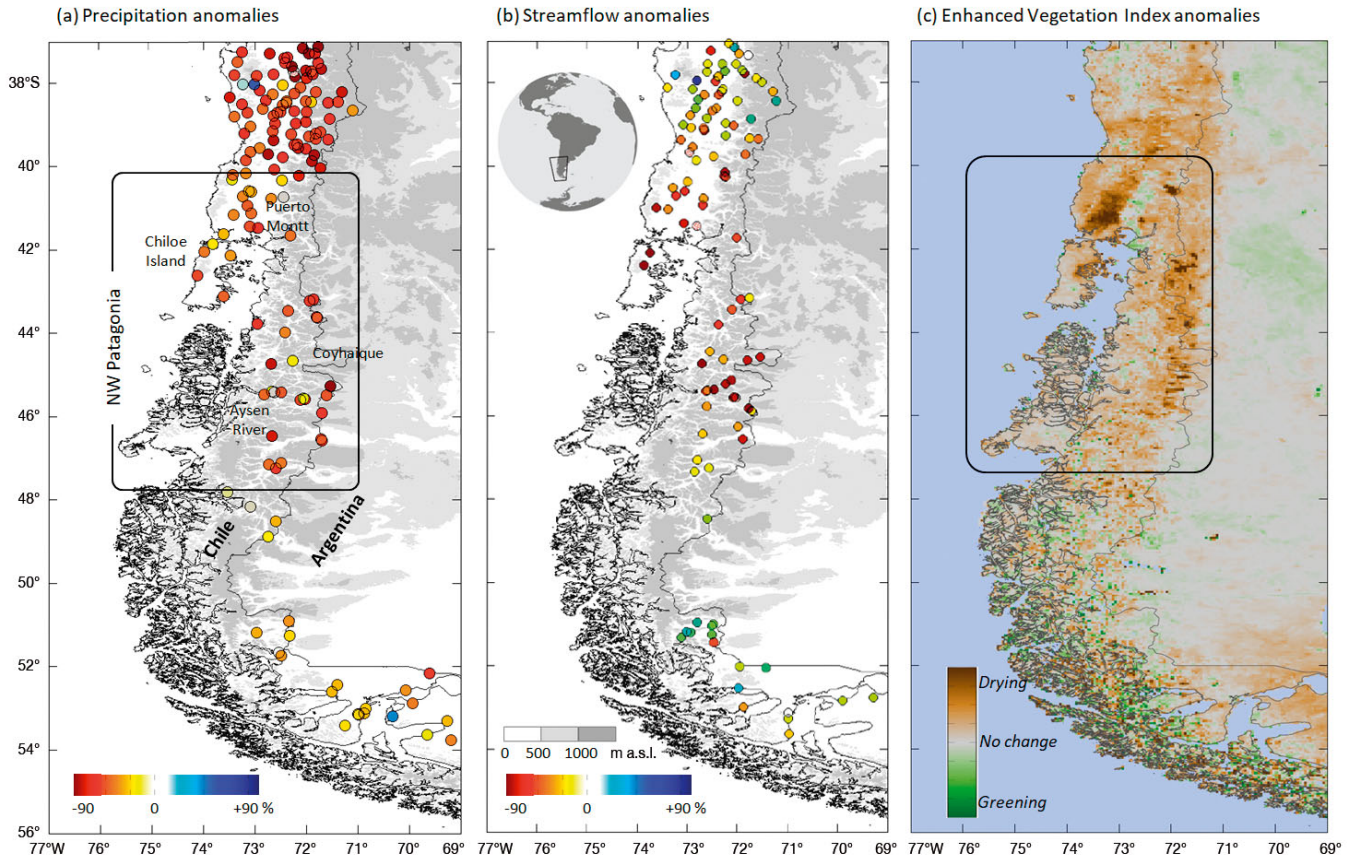 (a) Precipitation anomalies
(b) Streamflow anomalies
(c) Enhanced Vegetation Index anomalies
38°S
40°
42°
44°
46°
48°
50°
52°
54°
56°
NW Patagonia
Puerto
Montt
Chiloe
Island
Coyhaique
Aysen
River
Chile
Argentina
-90 0 +90 %
77°W 76° 75° 74° 73° 72° 71° 70° 69°
0 500 1000 m a.s.l.
-90 0 +90 %
77°W 76° 75° 74° 73° 72° 71° 70° 69°
Drying
No change
Greening
77°W 76° 75° 74° 73° 72° 71° 70° 69°